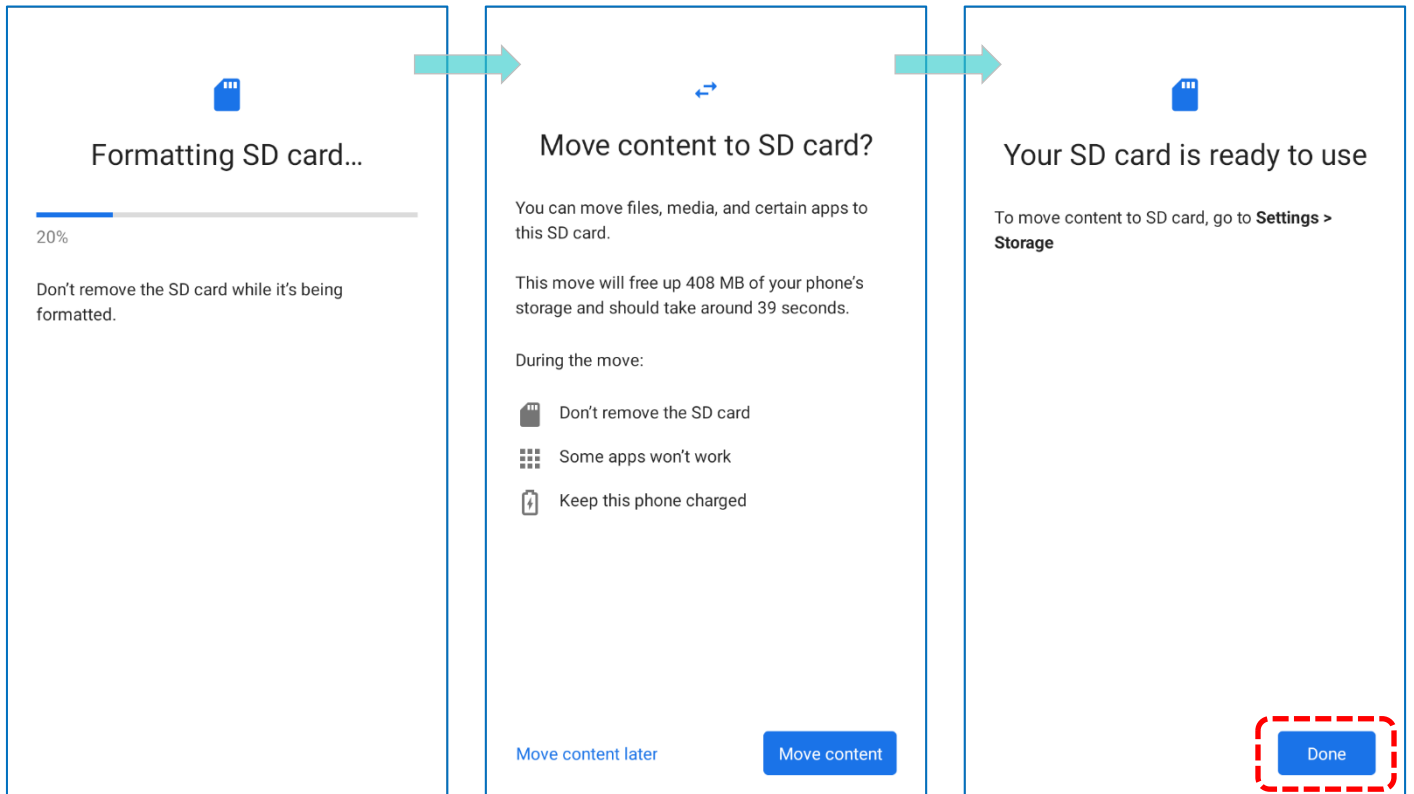 Formatting SD card...
20%
Don't remove the SD card while it's being
formatted.
Move content to SD card?
You can move files, media, and certain apps to
this SD card.
This move will free up 408 MB of your phone's
storage and should take around 39 seconds.
During the move:
Don't remove the SD card
Some apps won't work
Keep this phone charged
Move content later
Move content
Your SD card is ready to use
To move content to SD card, go to Settings >
Storage
Done